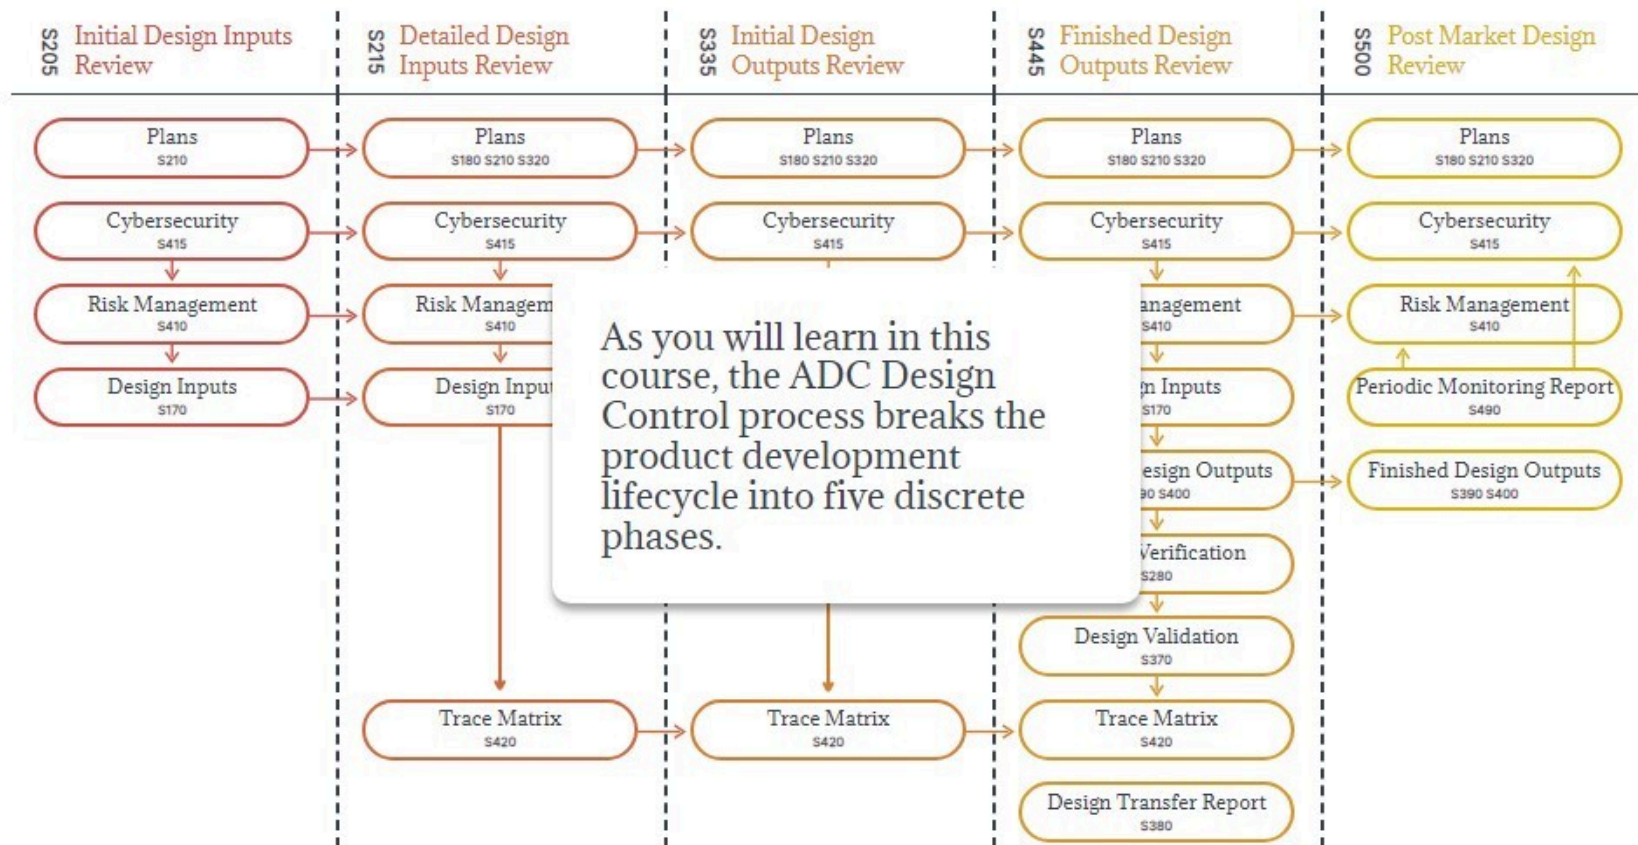 S205
Initial Design Inputs
Review
S215
Detailed Design
Inputs Review
S335
Initial Design
Outputs Review
S445
Finished Design
Outputs Review
S500
Post Market Design
Review
Plans
S210
Plans
S180 S210 S320
Plans
S180 S210 S320
Plans
S180 S210 S320
Plans
S180 S210 S320
Cybersecurity
S415
Cybersecurity
S415
Cybersecurity
S415
Cybersecurity
S415
Cybersecurity
S415
Risk Management
S410
Risk Managem
S410
anagement
S410
Risk Management
S410
Design Inputs
S170
Design Input
S170
gn Inputs
S170
Periodic Monitoring Report
S490
esign Outputs
90 S400
Finished Design Outputs
S390 S400
Verification
S280
Design Validation
S370
Trace Matrix
S420
Trace Matrix
S420
Trace Matrix
S420
Design Transfer Report
S380
As you will learn in this
course, the ADC Design
Control process breaks the
product development
lifecycle into five discrete
phases.